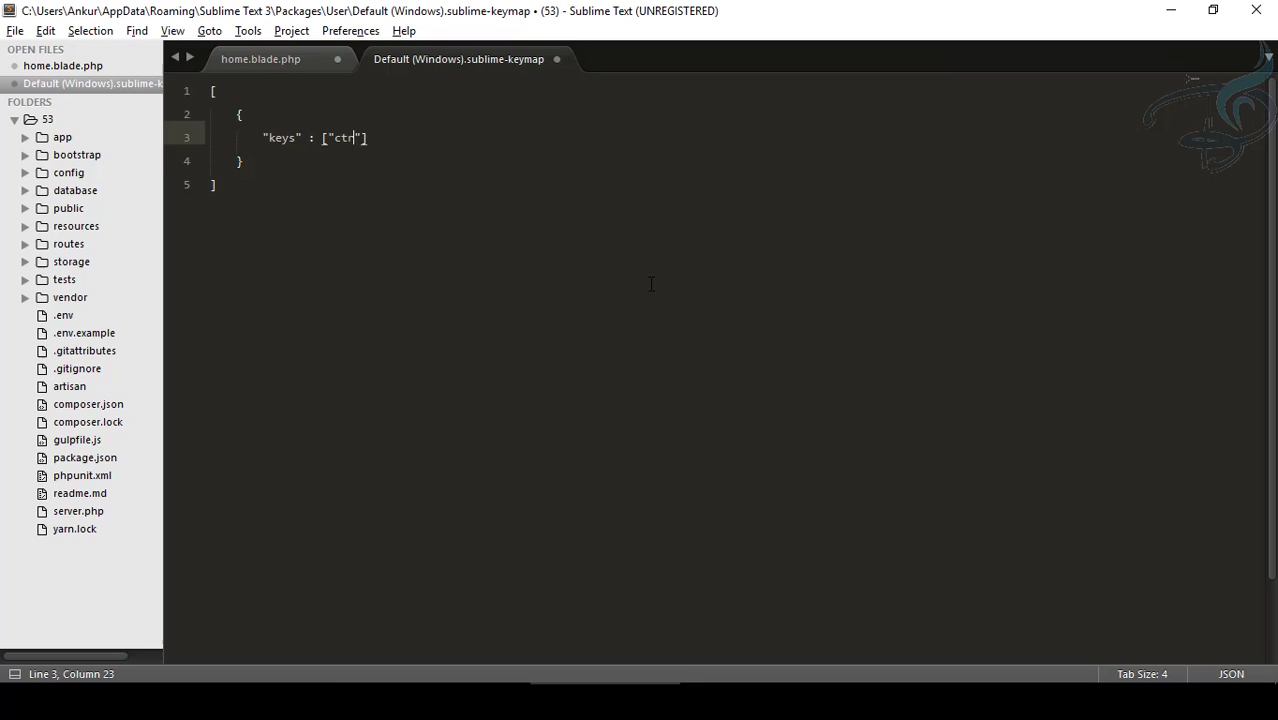 C:\Users\Ankur\AppData\Roaming\Sublime Text 3\Packages\User\Default (Windows).sublime-keymap • (53) - Sublime Text (UNREGISTERED)
File Edit Selection Find View Goto Tools Project Preferences Help
OPEN FILES
home.blade.php
Default (Windows).sublime-k
FOLDERS
53
app
bootstrap
config
database
public
resources
routes
storage
tests
vendor
.env
.env.example
.gitattributes
.gitignore
artisan
composer.json
composer.lock
gulpfile.js
package.json
phpunit.xml
readme.md
server.php
yarn.lock
home.blade.php
Default (Windows).sublime-keymap
1 [
2 {
3 "keys" : ["ctr"]
4 }
5 ]
Line 3, Column 23
Tab Size: 4
JSON